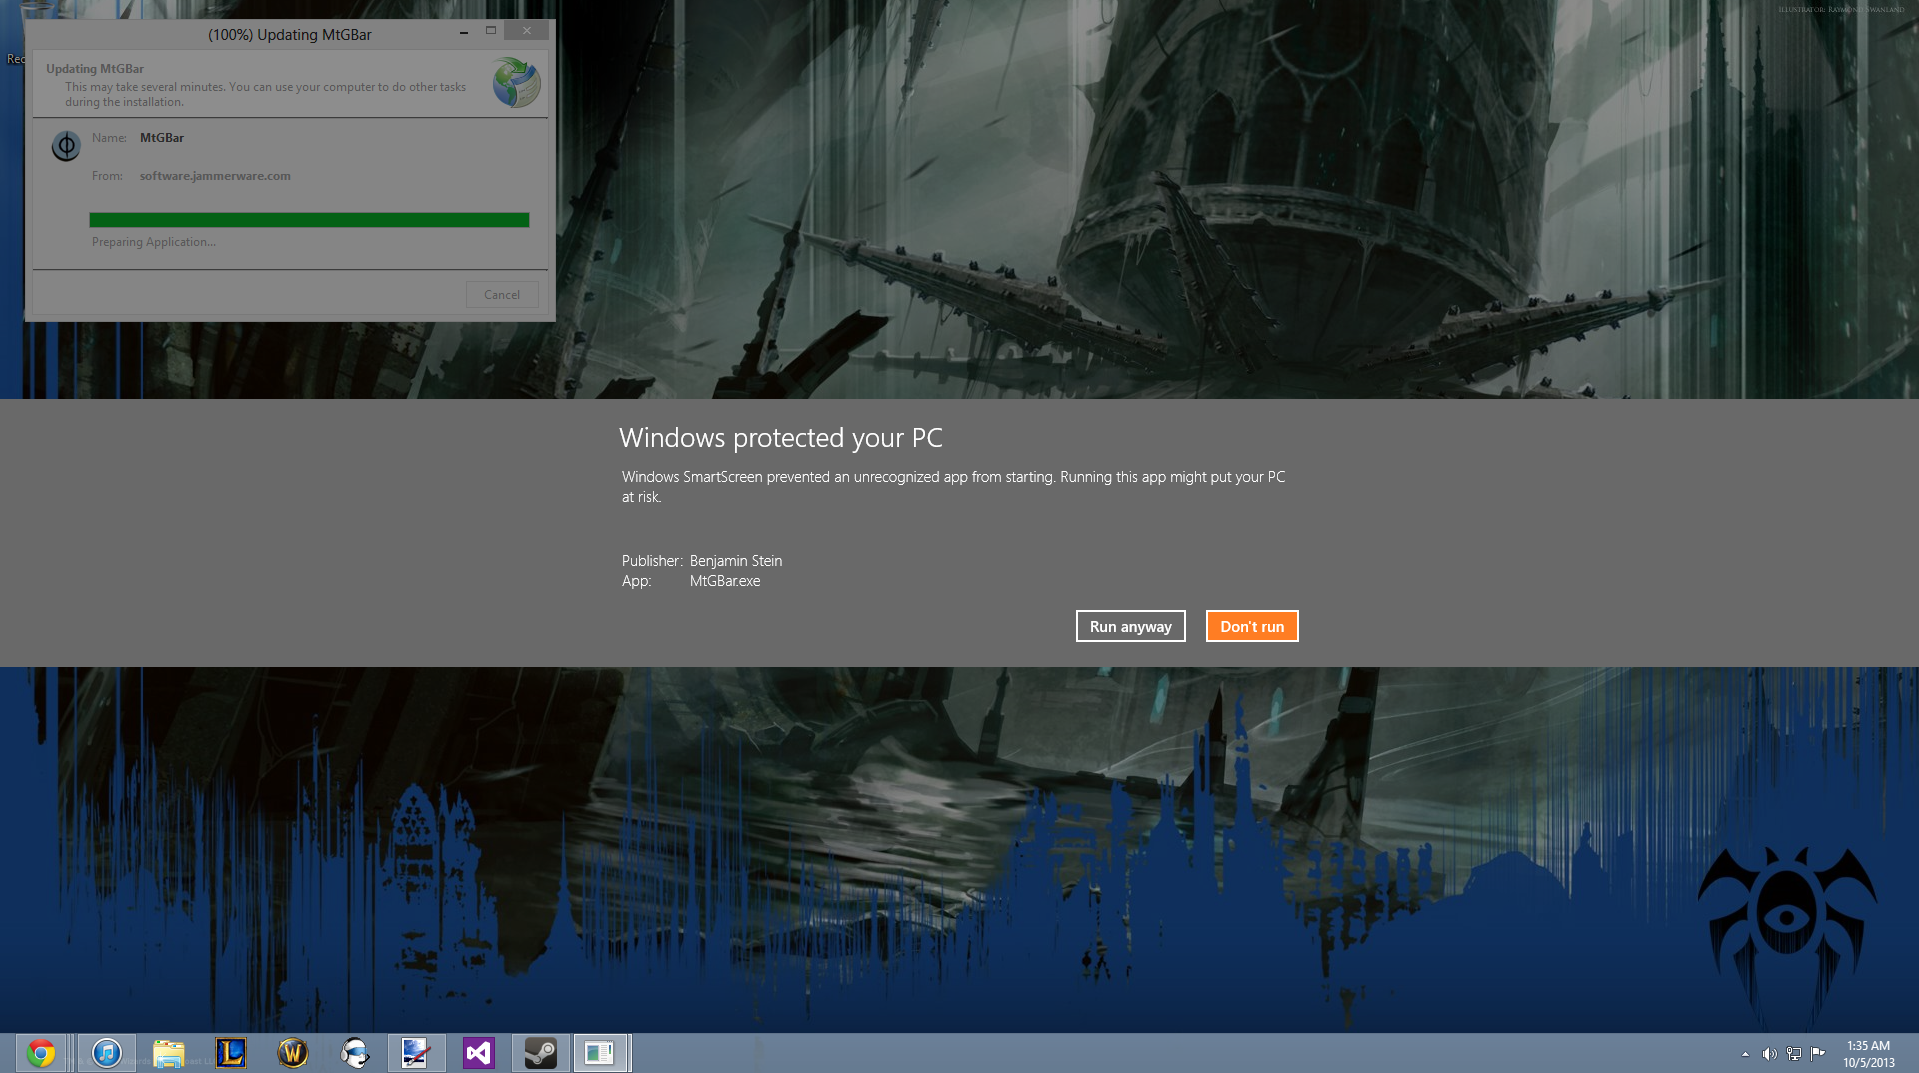 Illustrator: Raymond Swanland
(100%) Updating MtGBar
Rec
Updating MtGBar
This may take several minutes. You can use your computer to do other tasks
during the installation.
Name: MtGBar
From: software.jammerware.com
Preparing Application...
Cancel
Windows protected your PC
Windows SmartScreen prevented an unrecognized app from starting. Running this app might put your PC
at risk.
Publisher: Benjamin Stein
App: MtGBar.exe
Run anyway
Don't run
1:35 AM
10/5/2013